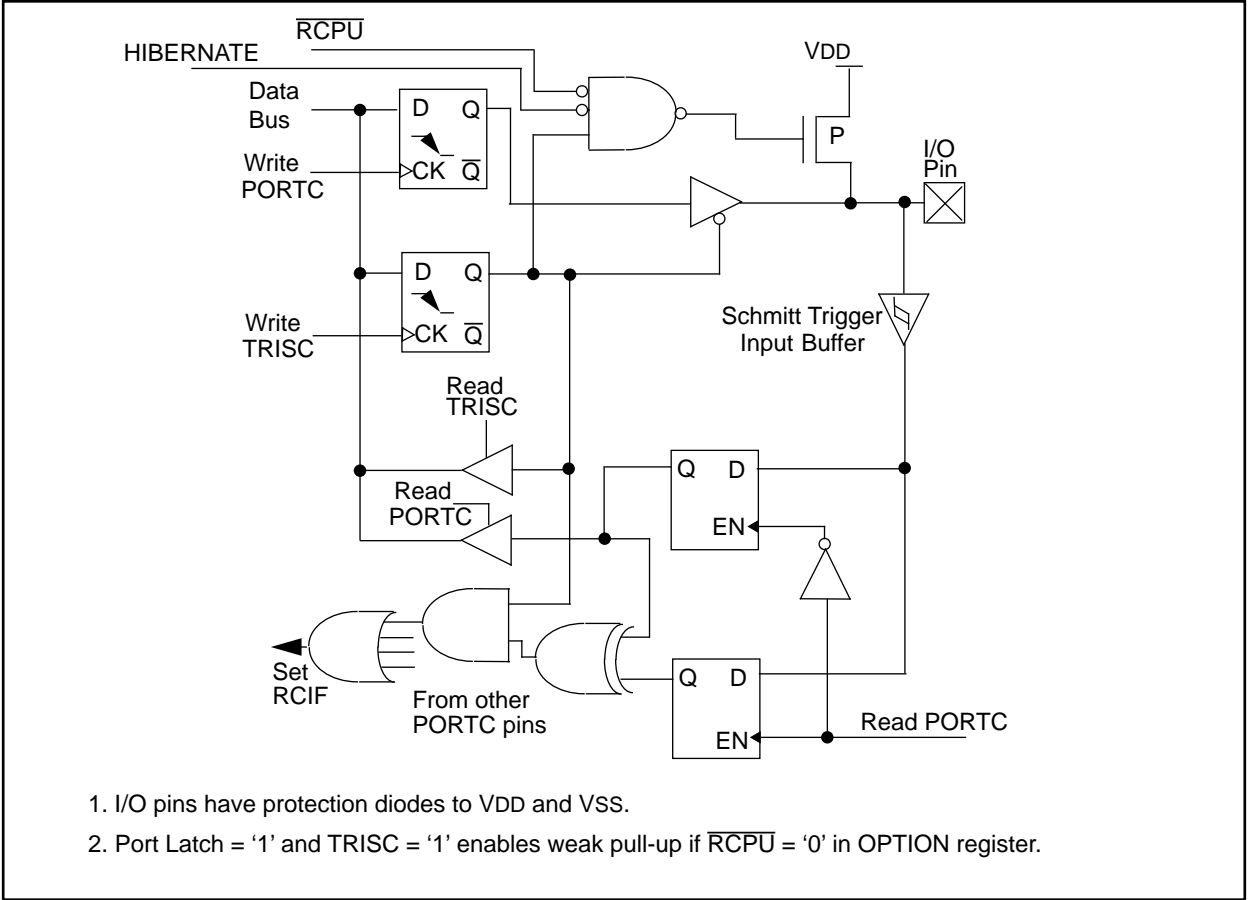 R̅C̅P̅U̅
HIBERNATE
VDD
Data
Bus
D Q
CK Q̅
Write
PORTC
P
I/O
Pin
D Q
CK Q̅
Write
TRISC
Schmitt Trigger
Input Buffer
Read
TRISC
Q D
EN
Read
PORTC
Set
RCIF
From other
PORTC pins
Q D
EN
Read PORTC
1. I/O pins have protection diodes to VDD and VSS.
2. Port Latch = ‘1’ and TRISC = ‘1’ enables weak pull-up if R̅C̅P̅U̅ = ‘0’ in OPTION register.